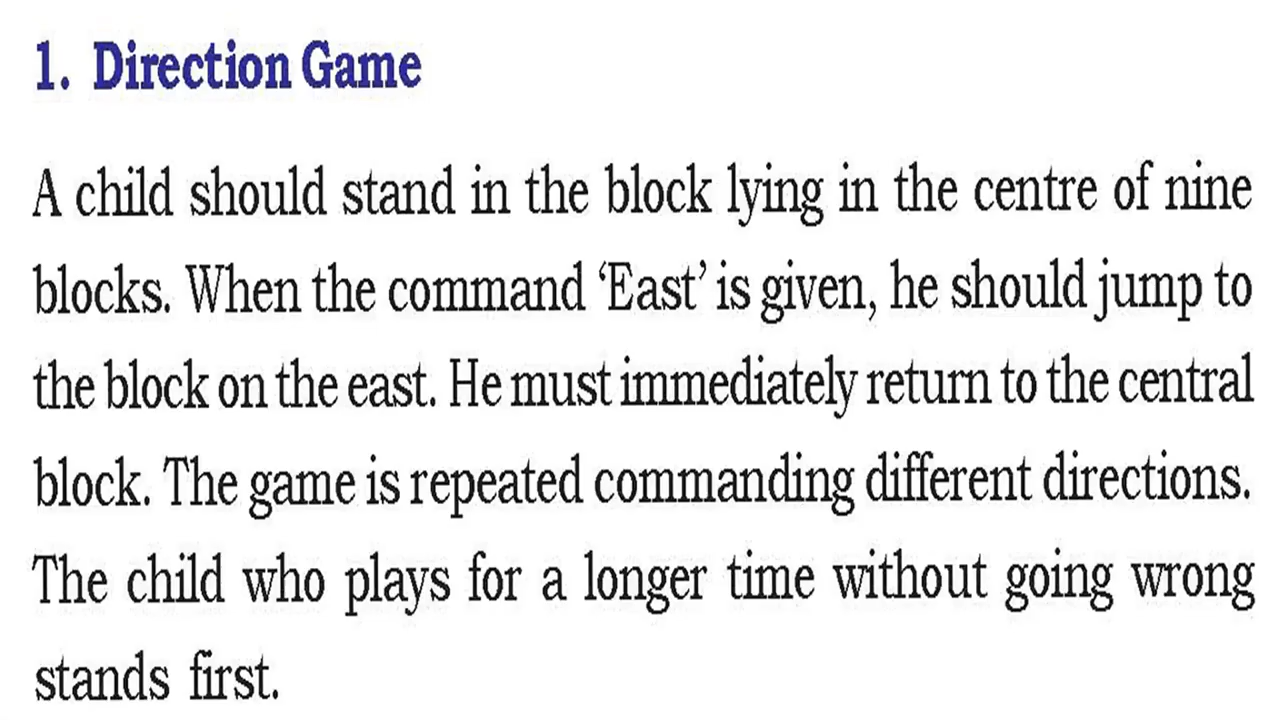 1. Direction Game
A child should stand in the block lying in the centre of nine
blocks. When the command ‘East’ is given, he should jump to
the block on the east. He must immediately return to the central
block. The game is repeated commanding different directions.
The child who plays for a longer time without going wrong
stands first.